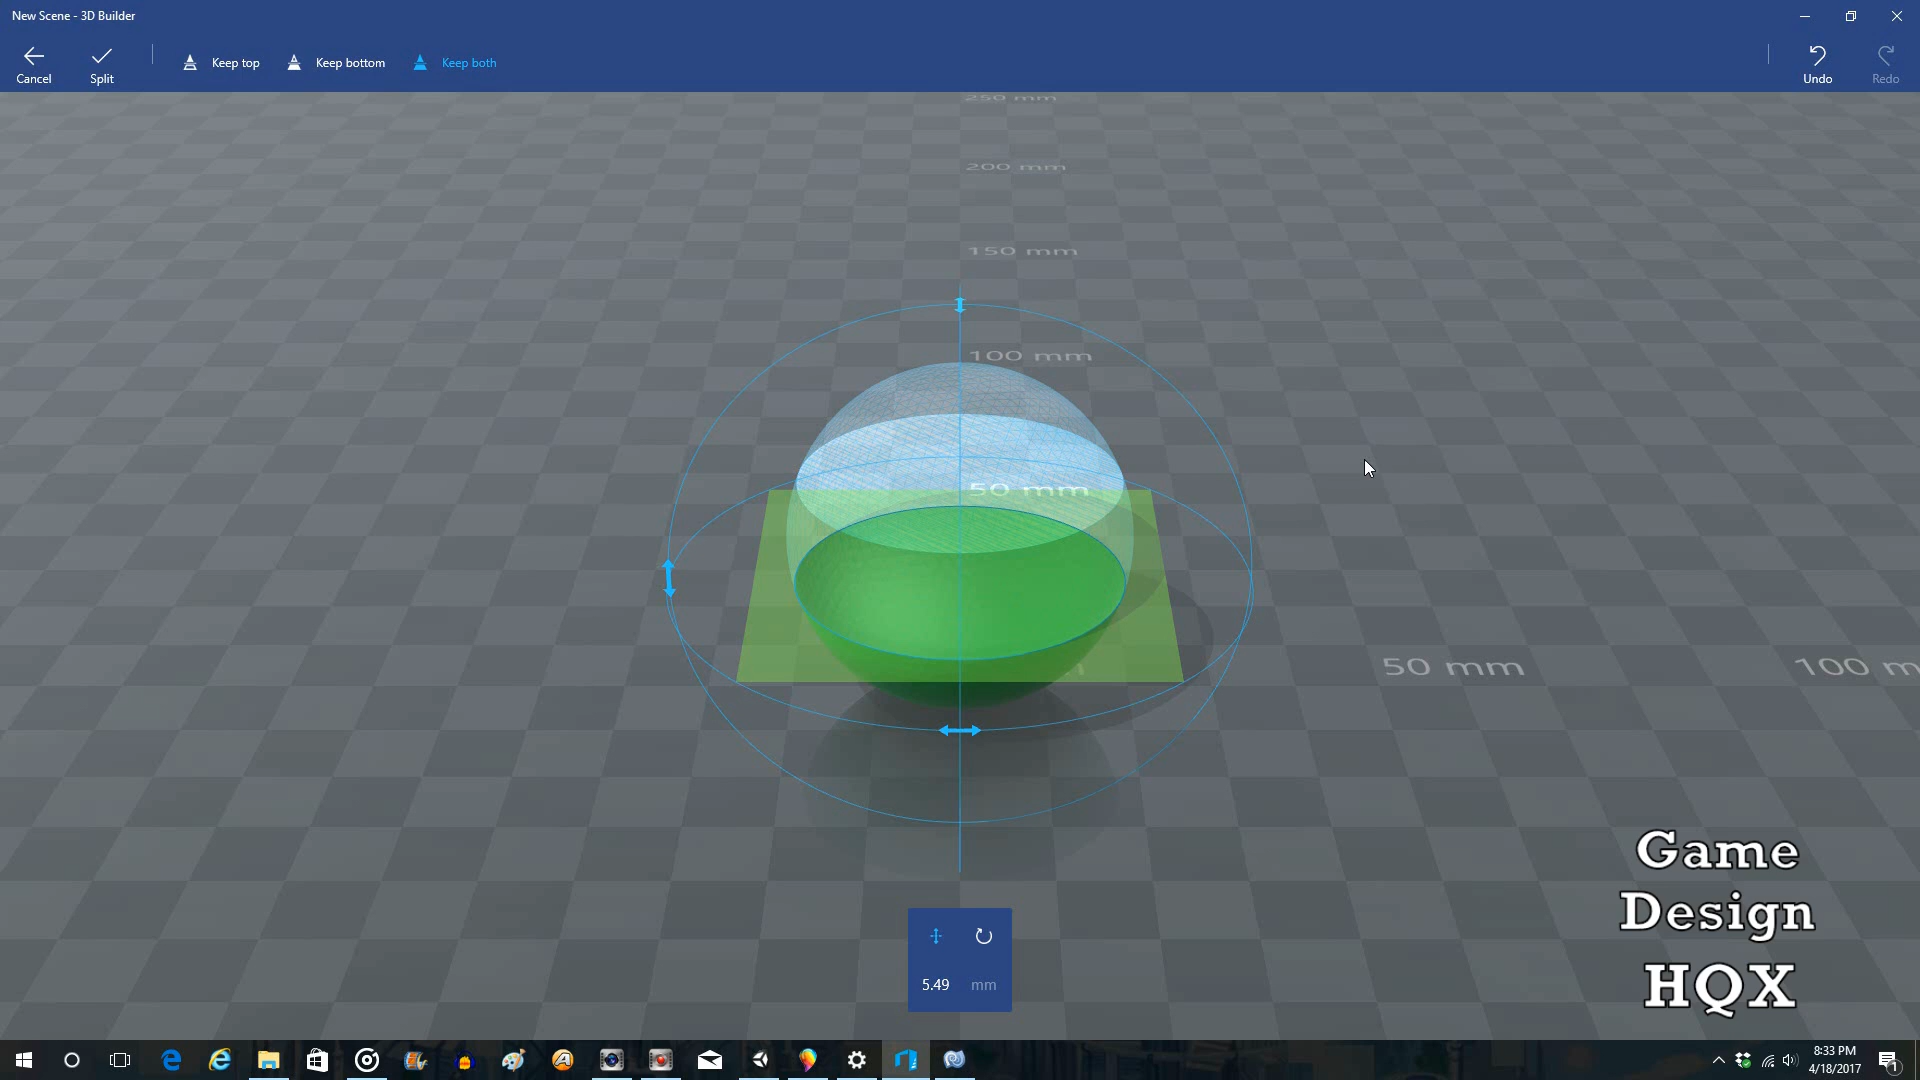 New Scene - 3D Builder
Cancel
Split
Keep top
Keep bottom
Keep both
Undo
Redo
250 mm
200 mm
150 mm
100 mm
50 mm
50 mm
100 m
Game
Design
HQX
5.49 mm
8:33 PM
4/18/2017
1